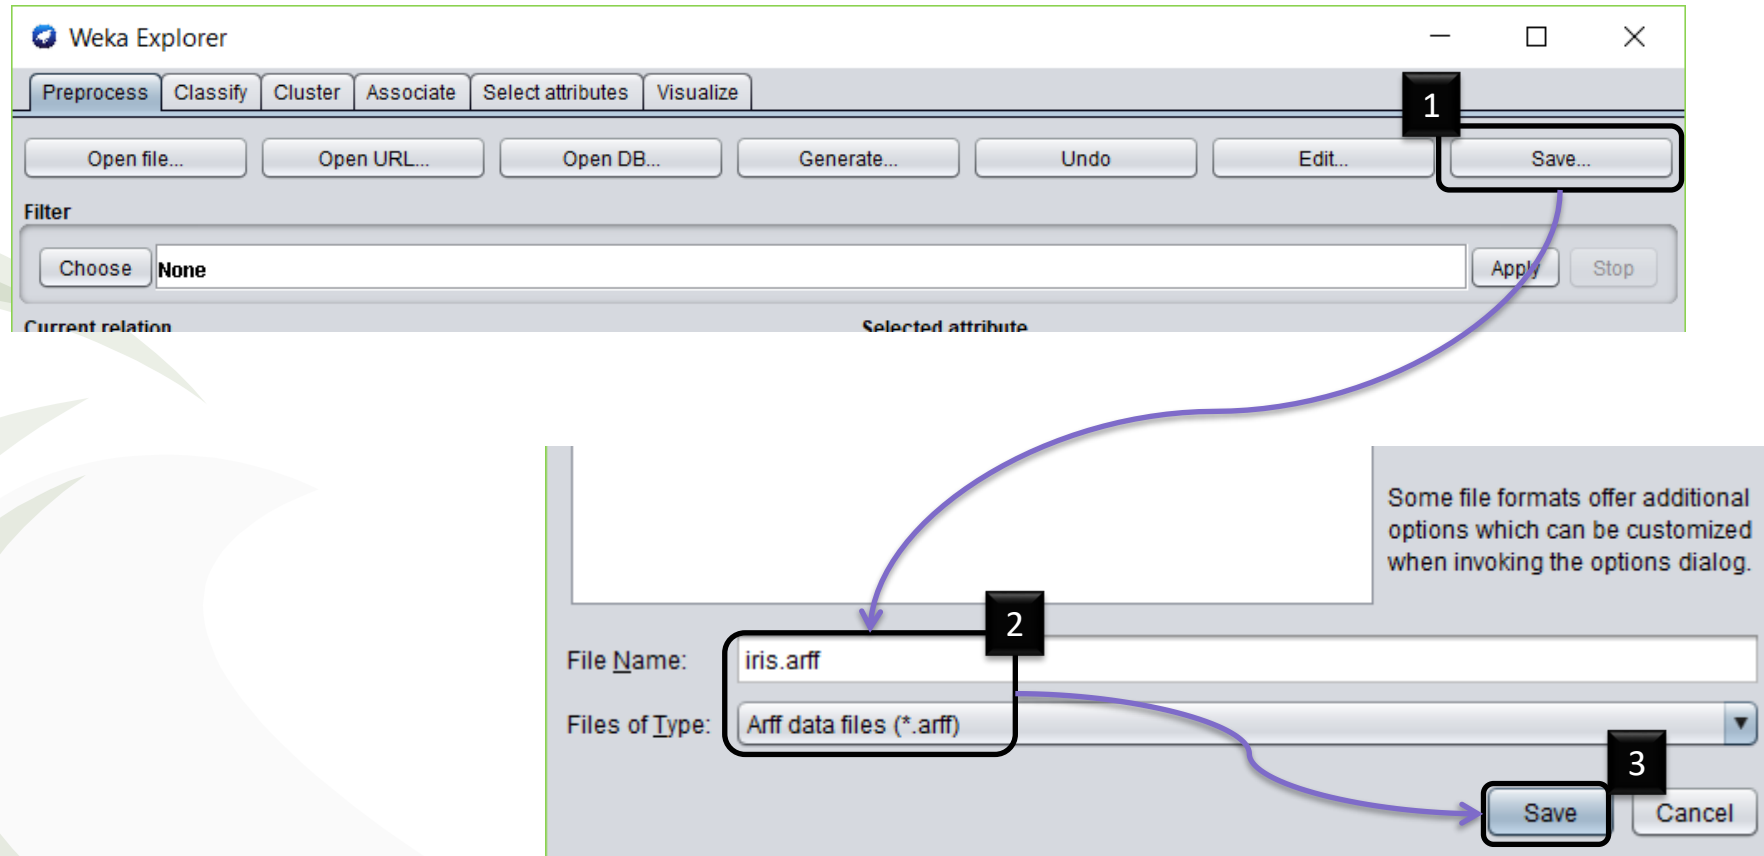 Weka Explorer
Preprocess Classify Cluster Associate Select attributes Visualize
1
Open file... Open URL... Open DB... Generate... Undo Edit... Save...
Filter
Choose None Apply Stop
Current relation Selected attribute
Some file formats offer additional
options which can be customized
when invoking the options dialog.
2
File Name: iris.arff
Files of Type: Arff data files (*.arff)
3
Save Cancel